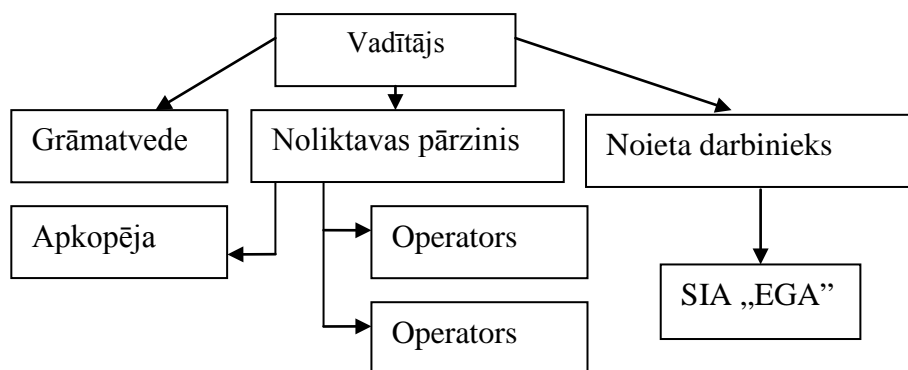 Vadītājs
Grāmatvede
Noliktavas pārzinis
Noieta darbinieks
Apkopēja
Operators
SIA „EGA”
Operators